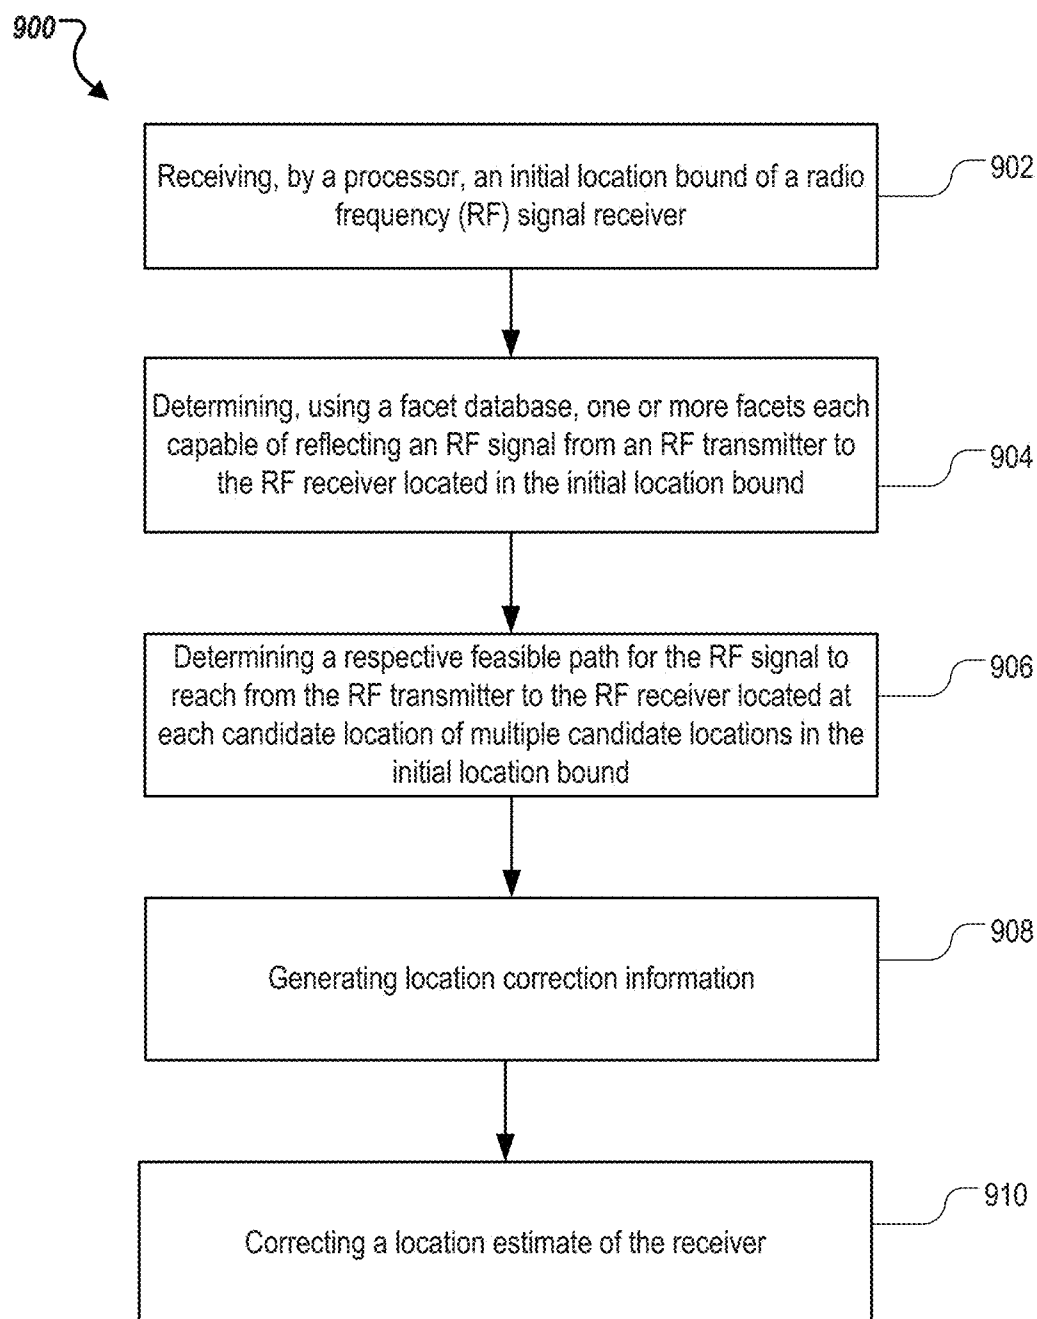 900
Receiving, by a processor, an initial location bound of a radio
frequency (RF) signal receiver
902
Determining, using a facet database, one or more facets each
capable of reflecting an RF signal from an RF transmitter to
the RF receiver located in the initial location bound
904
Determining a respective feasible path for the RF signal to
reach from the RF transmitter to the RF receiver located at
each candidate location of multiple candidate locations in the
initial location bound
906
Generating location correction information
908
Correcting a location estimate of the receiver
910